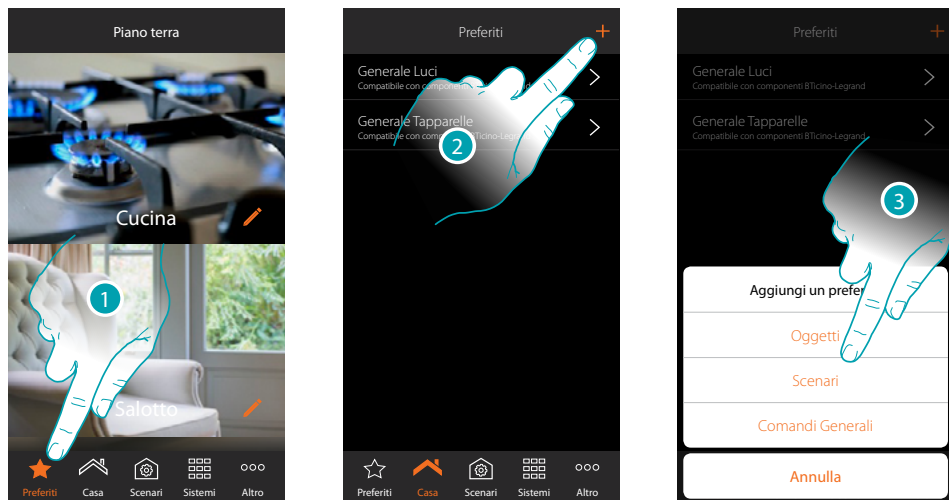 Piano terra
Cucina
1
Salotto
Preferiti Casa Scenari Sistemi Altro
Preferiti +
Generale Luci
Compatibile con componenti
Generale Tapparelle
Compatibile con
2
Preferiti Casa Scenari Sistemi Altro
Preferiti +
Generale Luci
Compatibile con componenti BTicino-Legrand
Generale Tapparelle
Compatibile con componenti BTicino-Legrand
3
Aggiungi un
Oggetti
Scenari
Comandi Generali
Annulla